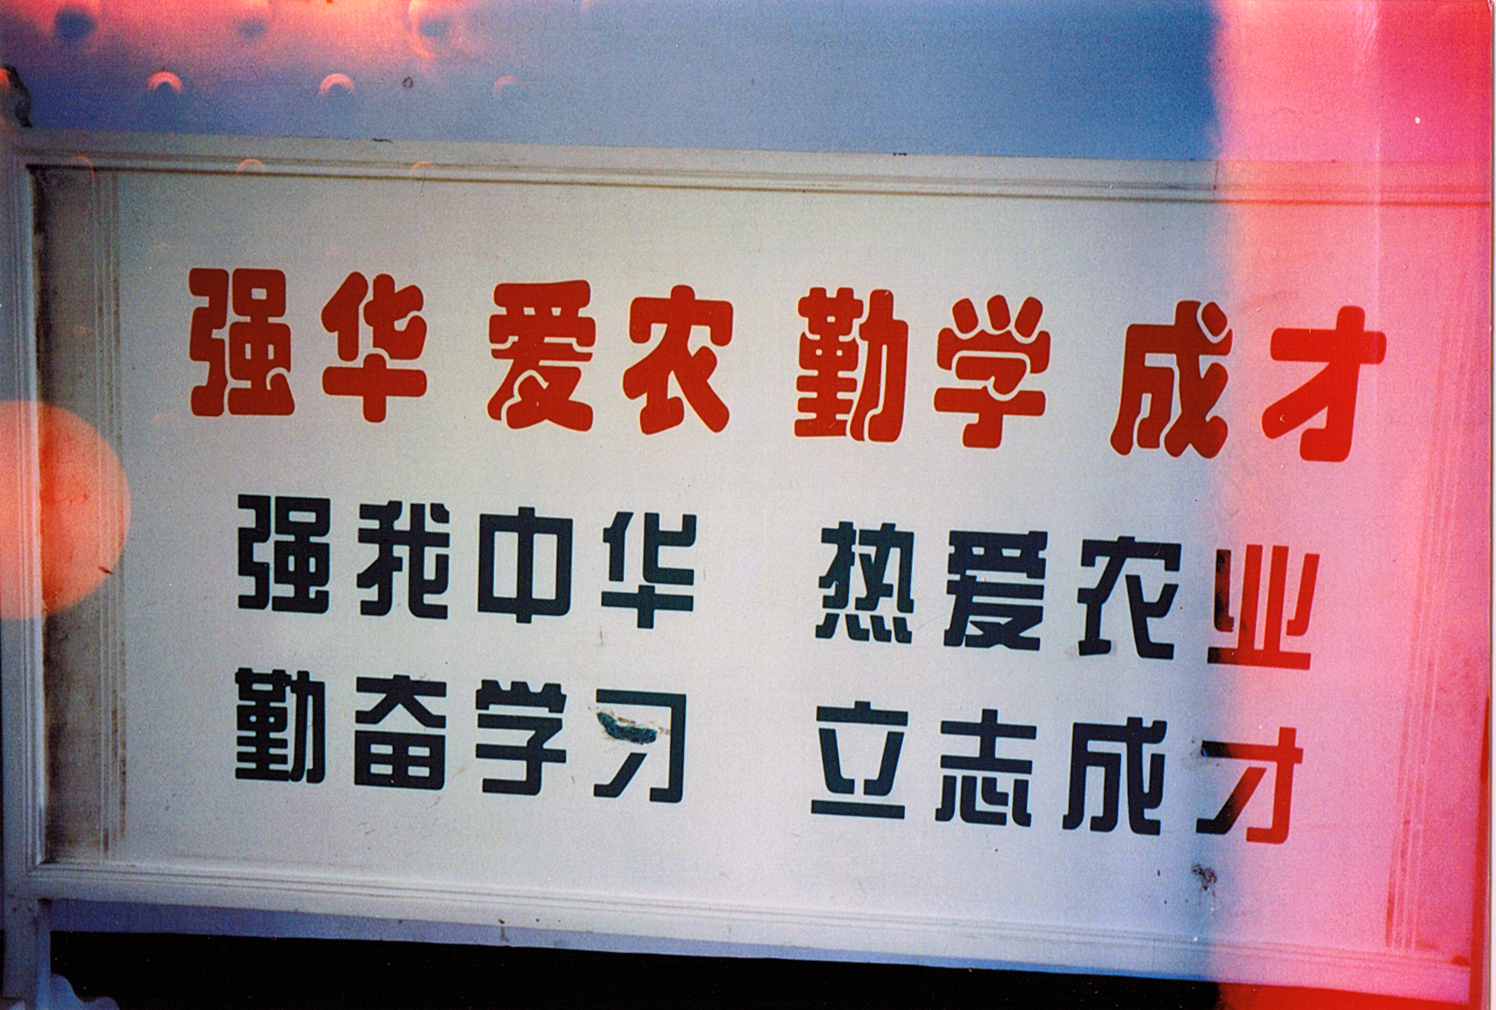 强华 爱农 勤学 成才
强我中华 热爱农业
勤奋学习 立志成才